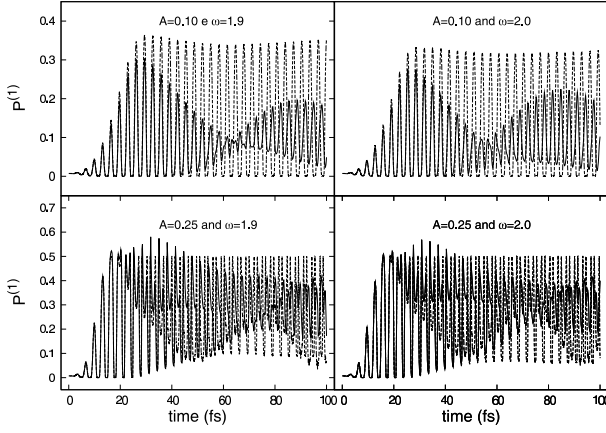 A=0.10 e ω=1.9
A=0.10 and ω=2.0
P(1)
0.4
0.3
0.2
0.1
0
A=0.25 and ω=1.9
A=0.25 and ω=2.0
P(1)
0.7
0.6
0.5
0.4
0.3
0.2
0.1
0
0 20 40 60 80 100
0 20 40 60 80 100
time (fs)
time (fs)